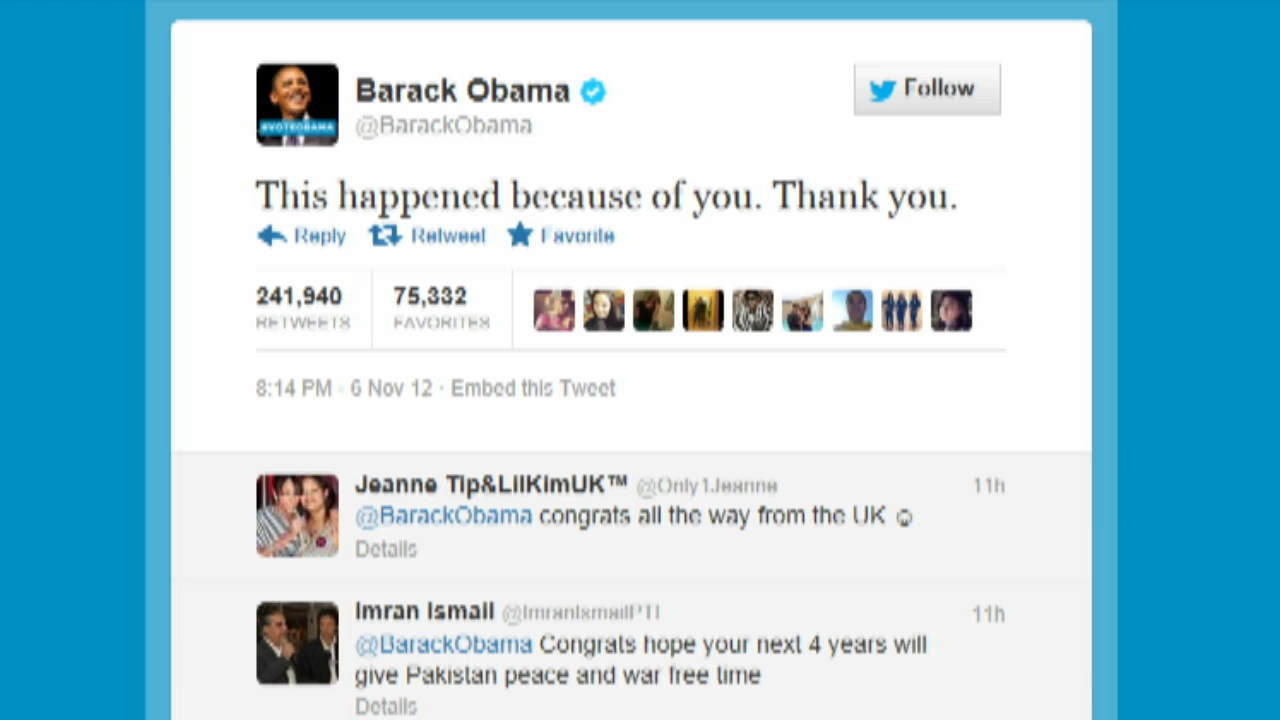 Barack Obama
@BarackObama
Follow
#VOTEOBAMA
This happened because of you. Thank you.
Reply Retweet Favorite
241,940 75,332
RETWEETS FAVORITES
8:14 PM - 6 Nov 12 · Embed this Tweet
Jeanne Tip&LilKimUK™ @Only1Jeanne 11h
@BarackObama congrats all the way from the UK ☺
Details
Imran Ismail @ImranIsmailPTI 11h
@BarackObama Congrats hope your next 4 years will
give Pakistan peace and war free time
Details